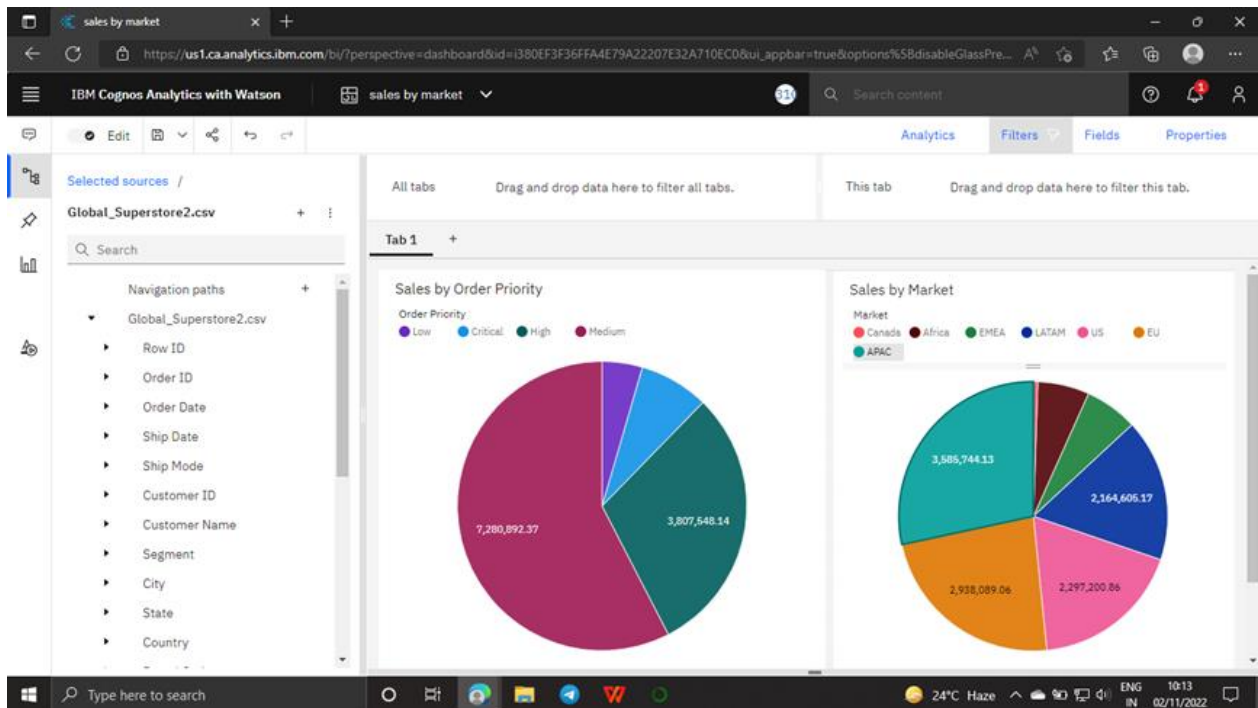 sales by market
https://us1.ca.analytics.ibm.com/bi/?perspective=dashboard&id=i380EF3F36FFA4E79A22207E32A710EC0&ui_appbar=true&options%5BdisableGlassPre...
IBM Cognos Analytics with Watson
sales by market
Search content
1
Edit
Analytics
Filters
Fields
Properties
Selected sources /
Global_Superstore2.csv
Search
Navigation paths
Global_Superstore2.csv
Row ID
Order ID
Order Date
Ship Date
Ship Mode
Customer ID
Customer Name
Segment
City
State
Country
All tabs Drag and drop data here to filter all tabs.
This tab Drag and drop data here to filter this tab.
Tab 1
Sales by Order Priority
Order Priority
Low Critical High Medium
7,280,892.37
3,807,548.14
Sales by Market
Market
Canada Africa EMEA LATAM US EU
APAC
3,585,744.13
2,164,605.17
2,938,089.06
2,297,200.86
Type here to search
24°C Haze
ENG
IN
10:13
02/11/2022